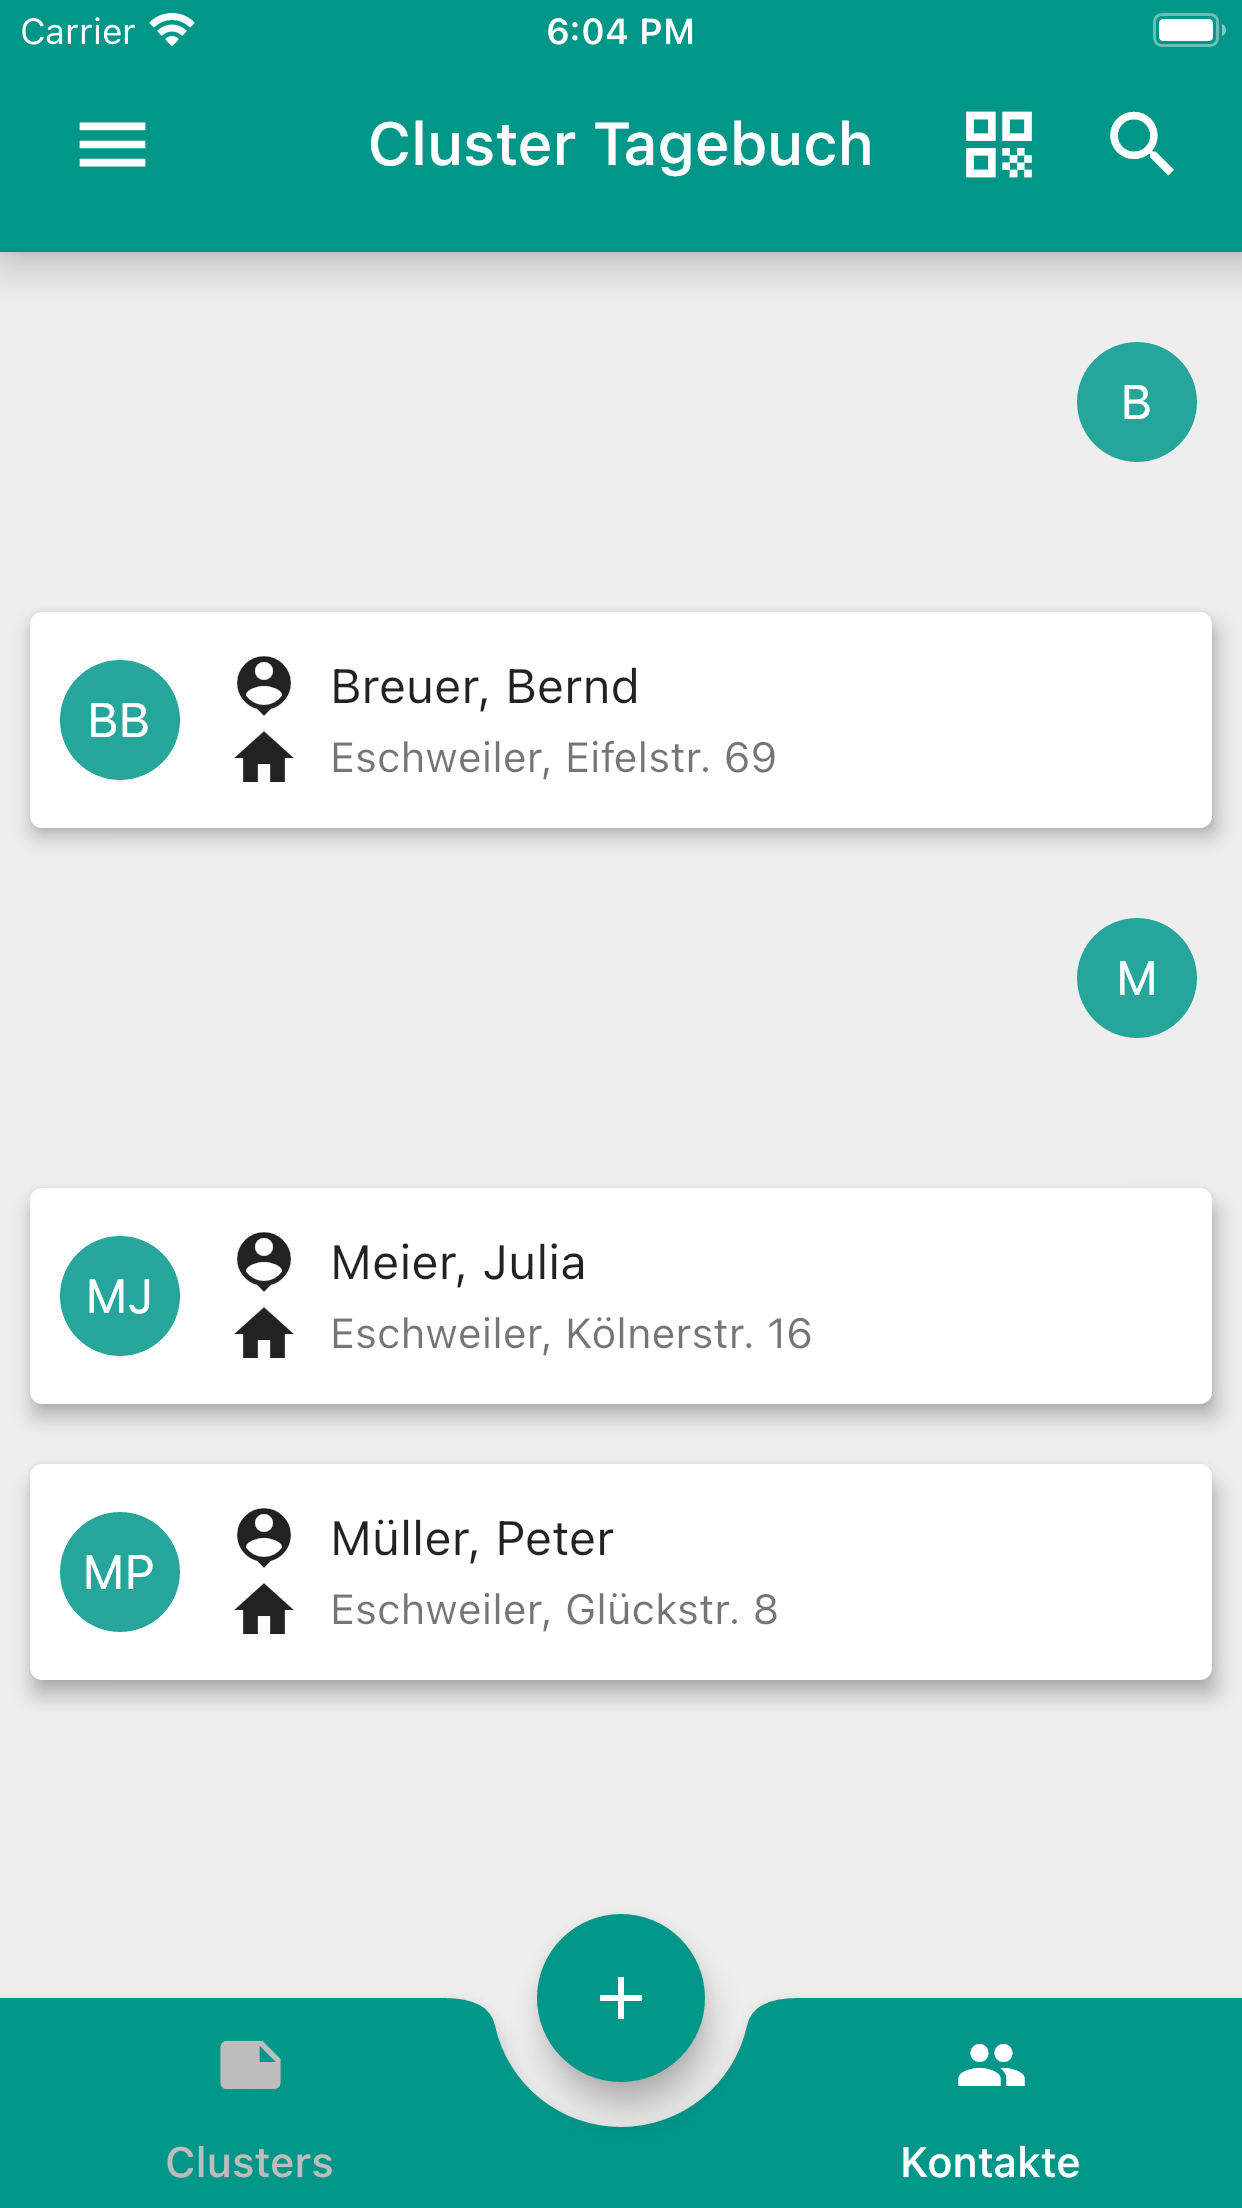 Carrier 6:04 PM
Cluster Tagebuch
B
BB
Breuer, Bernd
Eschweiler, Eifelstr. 69
M
MJ
Meier, Julia
Eschweiler, Kölnerstr. 16
MP
Müller, Peter
Eschweiler, Glückstr. 8
+
Clusters
Kontakte